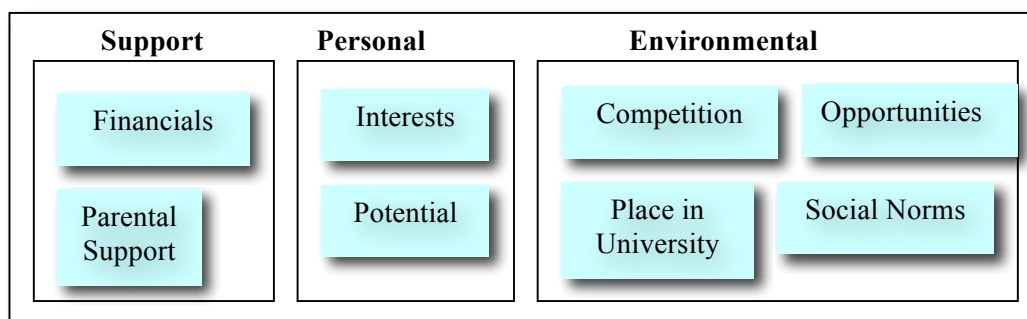 Support
Personal
Environmental
Financials
Parental
Support
Interests
Potential
Competition
Opportunities
Place in
University
Social Norms